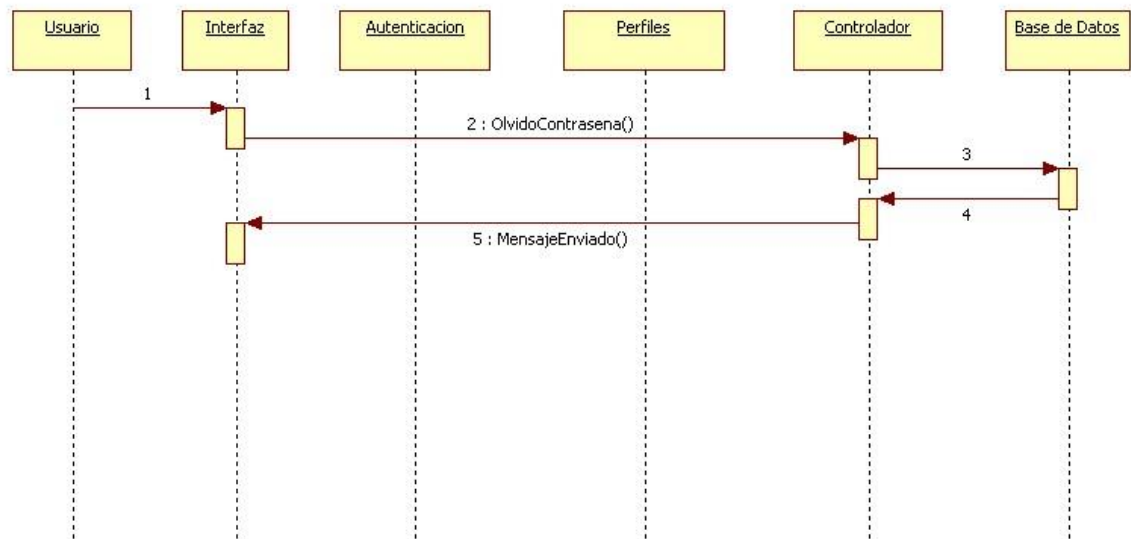 Usuario
Interfaz
Autenticacion
Perfiles
Controlador
Base de Datos
1
2 : OlvidoContrasena()
3
4
5 : MensajeEnviado()